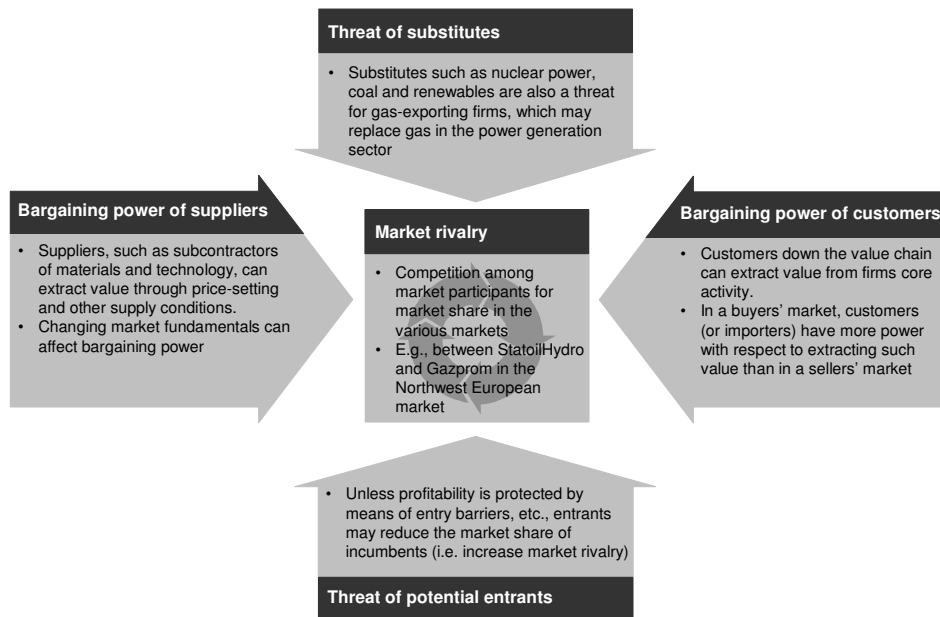 Threat of substitutes
• Substitutes such as nuclear power,
coal and renewables are also a threat
for gas-exporting firms, which may
replace gas in the power generation
sector
Bargaining power of suppliers
• Suppliers, such as subcontractors
of materials and technology, can
extract value through price-setting
and other supply conditions.
• Changing market fundamentals can
affect bargaining power
Market rivalry
• Competition among
market participants for
market share in the
various markets
• E.g., between StatoilHydro
and Gazprom in the
Northwest European
market
Bargaining power of customers
• Customers down the value chain
can extract value from firms core
activity.
• In a buyers’ market, customers
(or importers) have more power
with respect to extracting such
value than in a sellers’ market
• Unless profitability is protected by
means of entry barriers, etc., entrants
may reduce the market share of
incumbents (i.e. increase market rivalry)
Threat of potential entrants